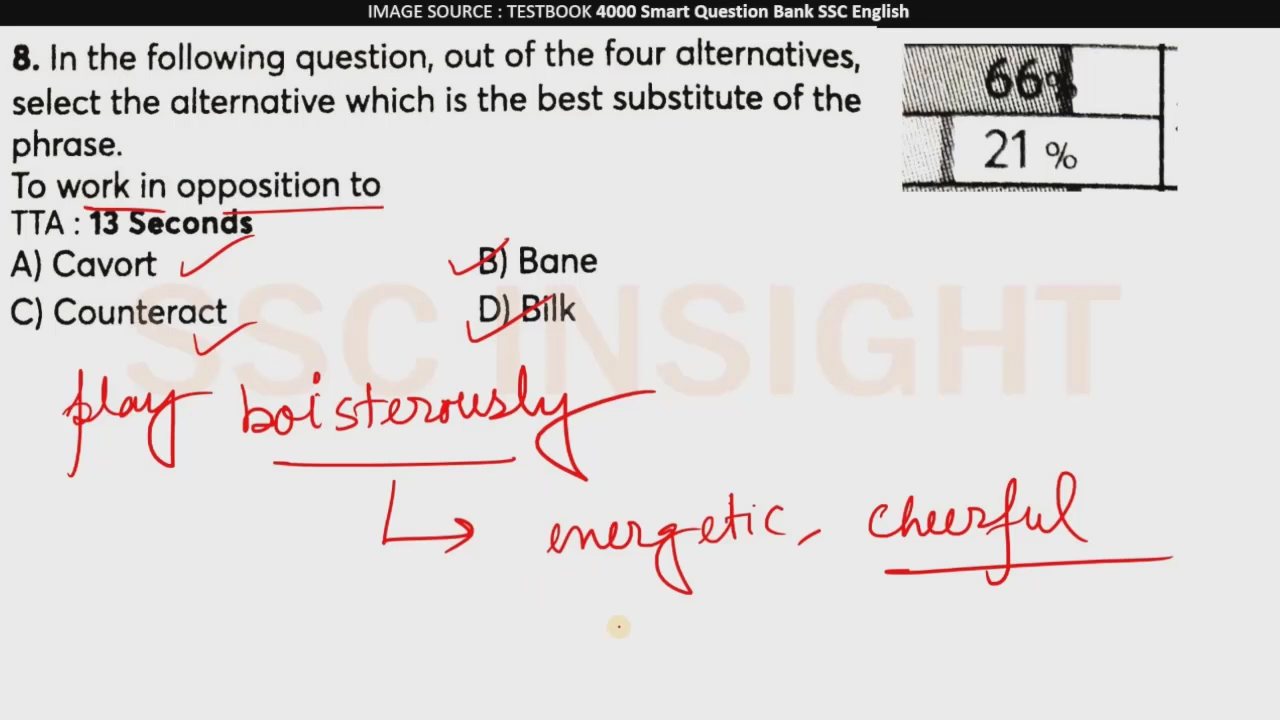 IMAGE SOURCE : TESTBOOK 4000 Smart Question Bank SSC English
8. In the following question, out of the four alternatives,
select the alternative which is the best substitute of the
phrase.
To work in opposition to
TTA : 13 Seconds
A) Cavort B) Bane
C) Counteract D) Bilk
66%
21 %
SSC INSIGHT
play boisterously
energetic, cheerful